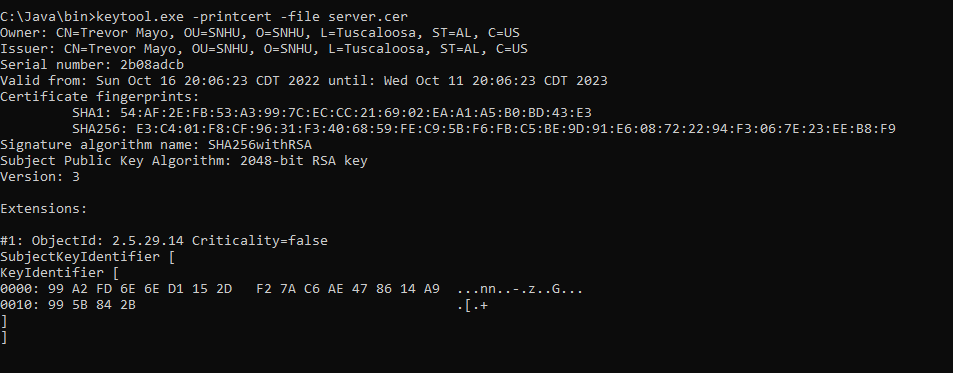 C:\Java\bin>keytool.exe -printcert -file server.cer
Owner: CN=Trevor Mayo, OU=SNHU, O=SNHU, L=Tuscaloosa, ST=AL, C=US
Issuer: CN=Trevor Mayo, OU=SNHU, O=SNHU, L=Tuscaloosa, ST=AL, C=US
Serial number: 2b08adcb
Valid from: Sun Oct 16 20:06:23 CDT 2022 until: Wed Oct 11 20:06:23 CDT 2023
Certificate fingerprints:
         SHA1: 54:AF:2E:FB:53:A3:99:7C:EC:CC:21:69:02:EA:A1:A5:B0:BD:43:E3
         SHA256: E3:C4:01:F8:CF:96:31:F3:40:68:59:FE:C9:5B:F6:FB:C5:BE:9D:91:E6:08:72:22:94:F3:06:7E:23:EE:B8:F9
Signature algorithm name: SHA256withRSA
Subject Public Key Algorithm: 2048-bit RSA key
Version: 3
Extensions:
#1: ObjectId: 2.5.29.14 Criticality=false
SubjectKeyIdentifier [
KeyIdentifier [
0000: 99 A2 FD 6E 6E D1 15 2D   F2 7A C6 AE 47 86 14 A9  ...nn..-.z..G...
0010: 99 5B 84 2B                                        .[.+
]
]